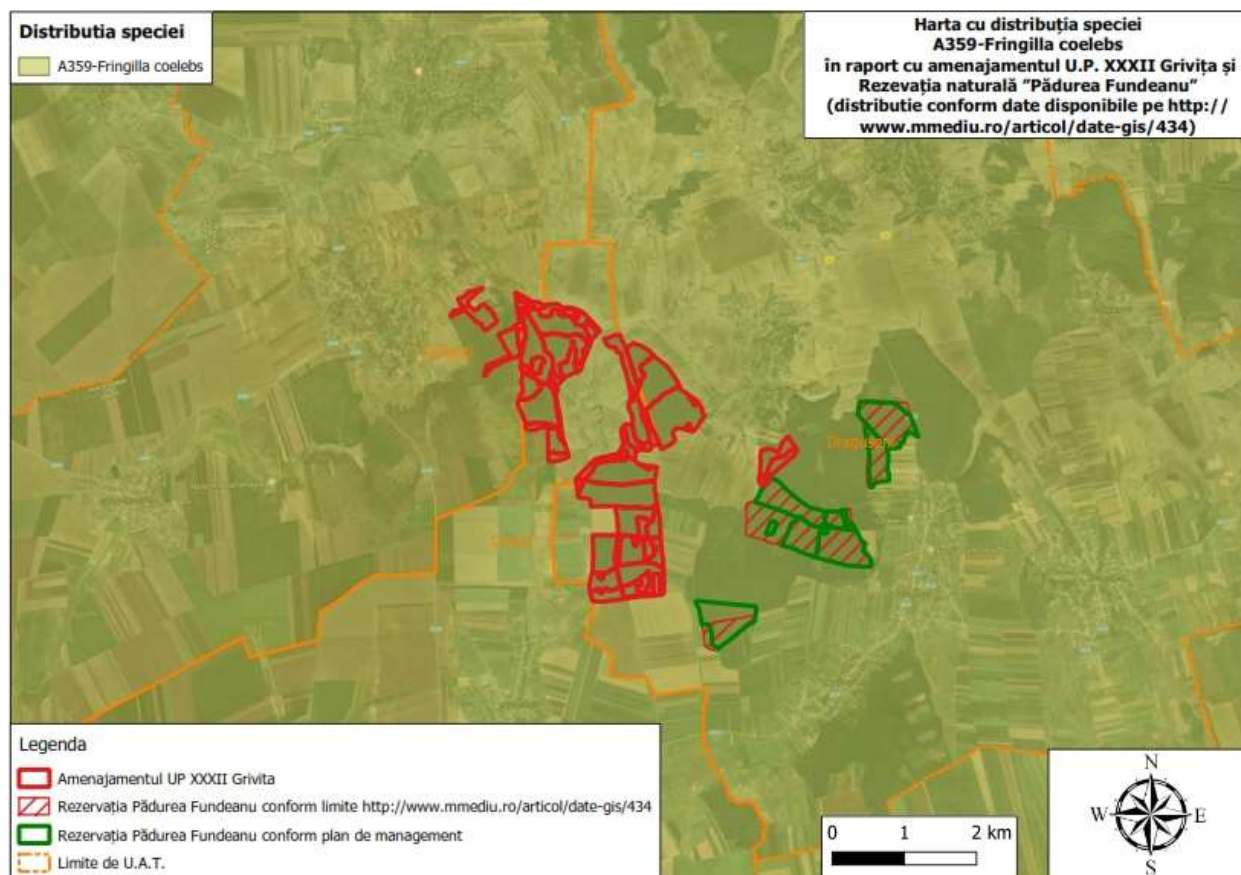 Distributia speciei
A359-Fringilla coelebs
Harta cu distribuția speciei
A359-Fringilla coelebs
în raport cu amenajamentul U.P. XXXII Grivița și
Rezevația naturală "Pădurea Fundeanu"
(distributie conform date disponibile pe http://
www.mmediu.ro/articol/date-gis/434)
Legenda
Amenajamentul UP XXXII Grivita
Rezervația Pădurea Fundeanu conform limite http://www.mmediu.ro/articol/date-gis/434
Rezervația Pădurea Fundeanu conform plan de management
Limite de U.A.T.
0 1 2 km
N
W E
S